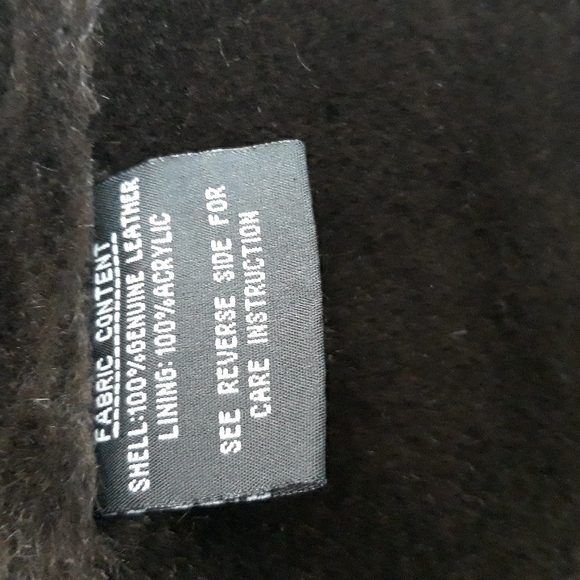 FABRIC CONTENT
SHELL:100%GENUINE LEATHER
LINING:100%ACRYLIC
SEE REVERSE SIDE FOR
CARE INSTRUCTION